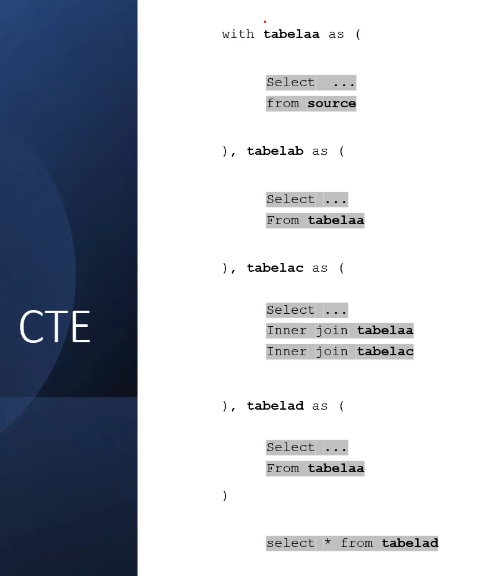 CTE
with tabelaa as (
Select ...
from source
), tabelab as (
Select ...
From tabelaa
), tabelac as (
Select ...
Inner join tabelaa
Inner join tabelac
), tabelad as (
Select ...
From tabelaa
)
select * from tabelad